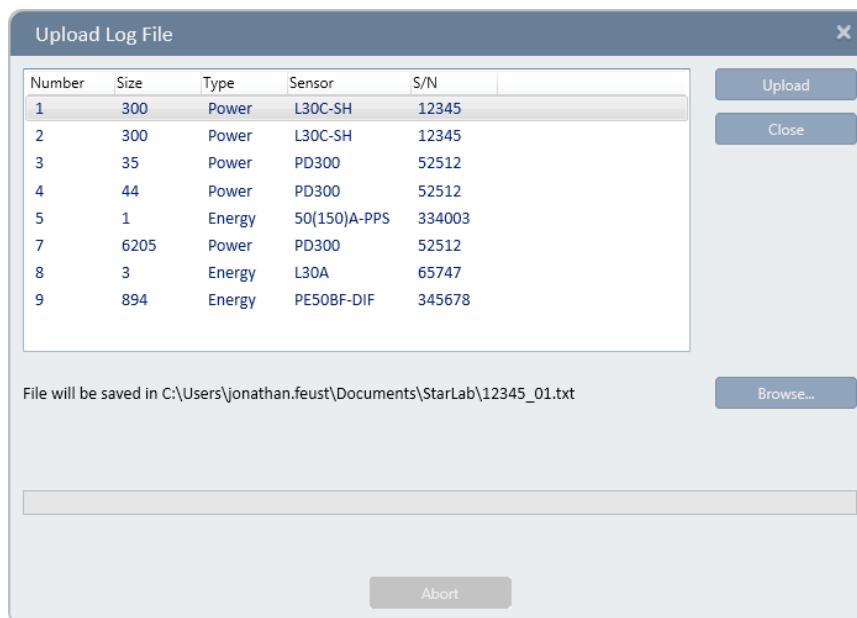 Upload Log File
Number Size Type Sensor S/N
1 300 Power L30C-SH 12345
2 300 Power L30C-SH 12345
3 35 Power PD300 52512
4 44 Power PD300 52512
5 1 Energy 50(150)A-PPS 334003
7 6205 Power PD300 52512
8 3 Energy L30A 65747
9 894 Energy PE50BF-DIF 345678
Upload
Close
File will be saved in C:\Users\jonathan.feust\Documents\StarLab\12345_01.txt
Browse...
Abort